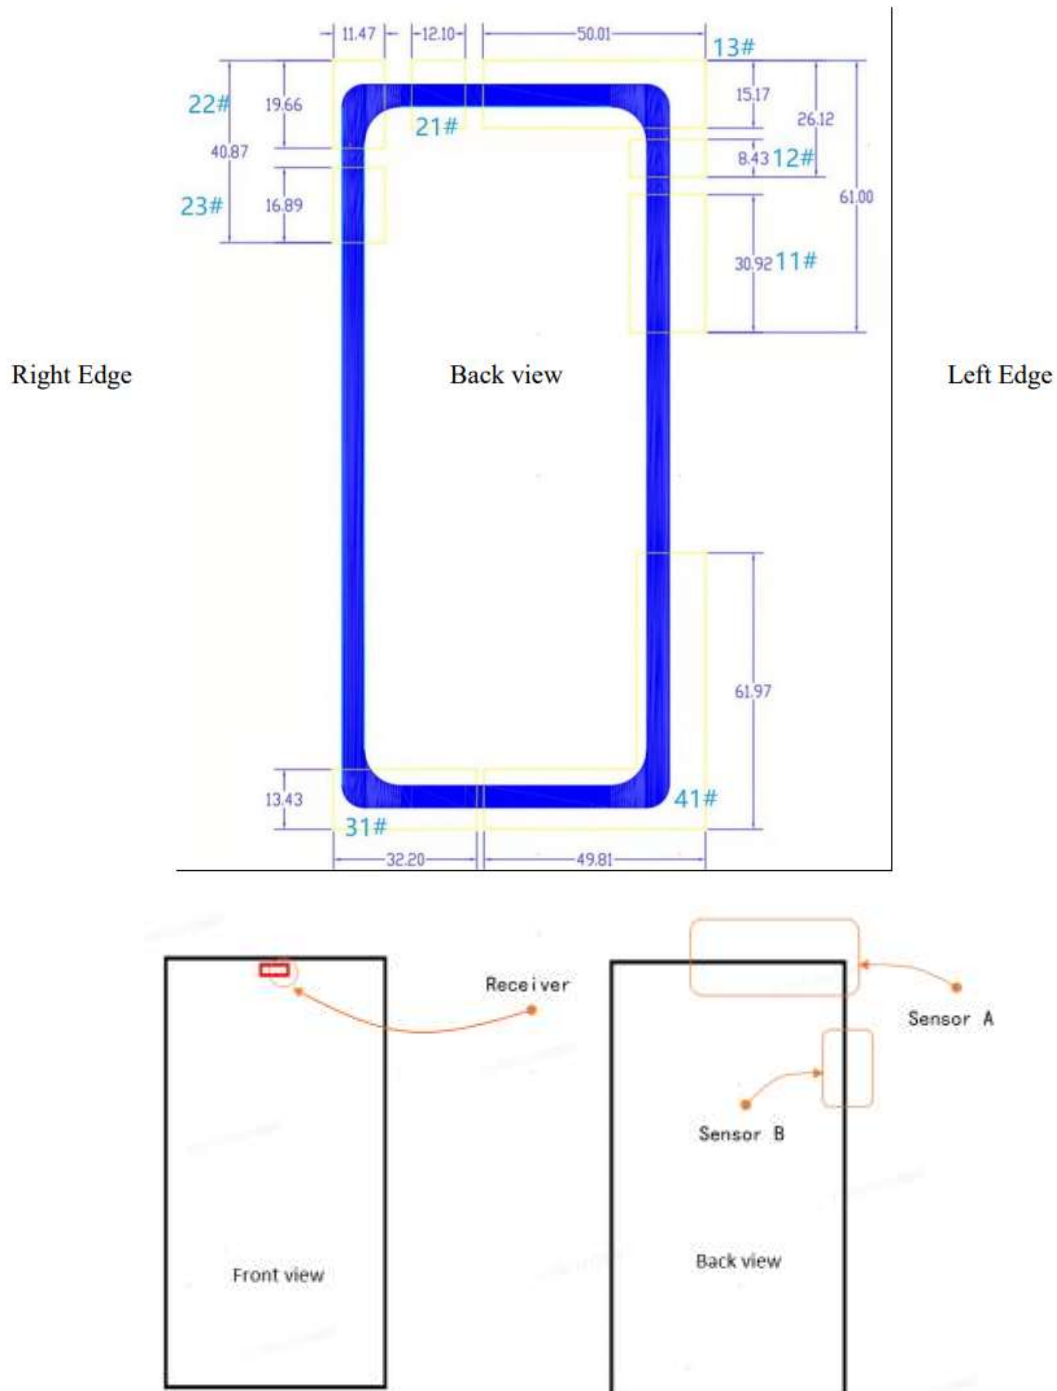 11.47
12.10
50.01
13#
22#
19.66
15.17
26.12
21#
40.87
8.43
12#
61.00
23#
16.89
30.92
11#
Right Edge
Back view
Left Edge
61.97
13.43
41#
31#
32.20
49.81
Receiver
Sensor A
Sensor B
Front view
Back view